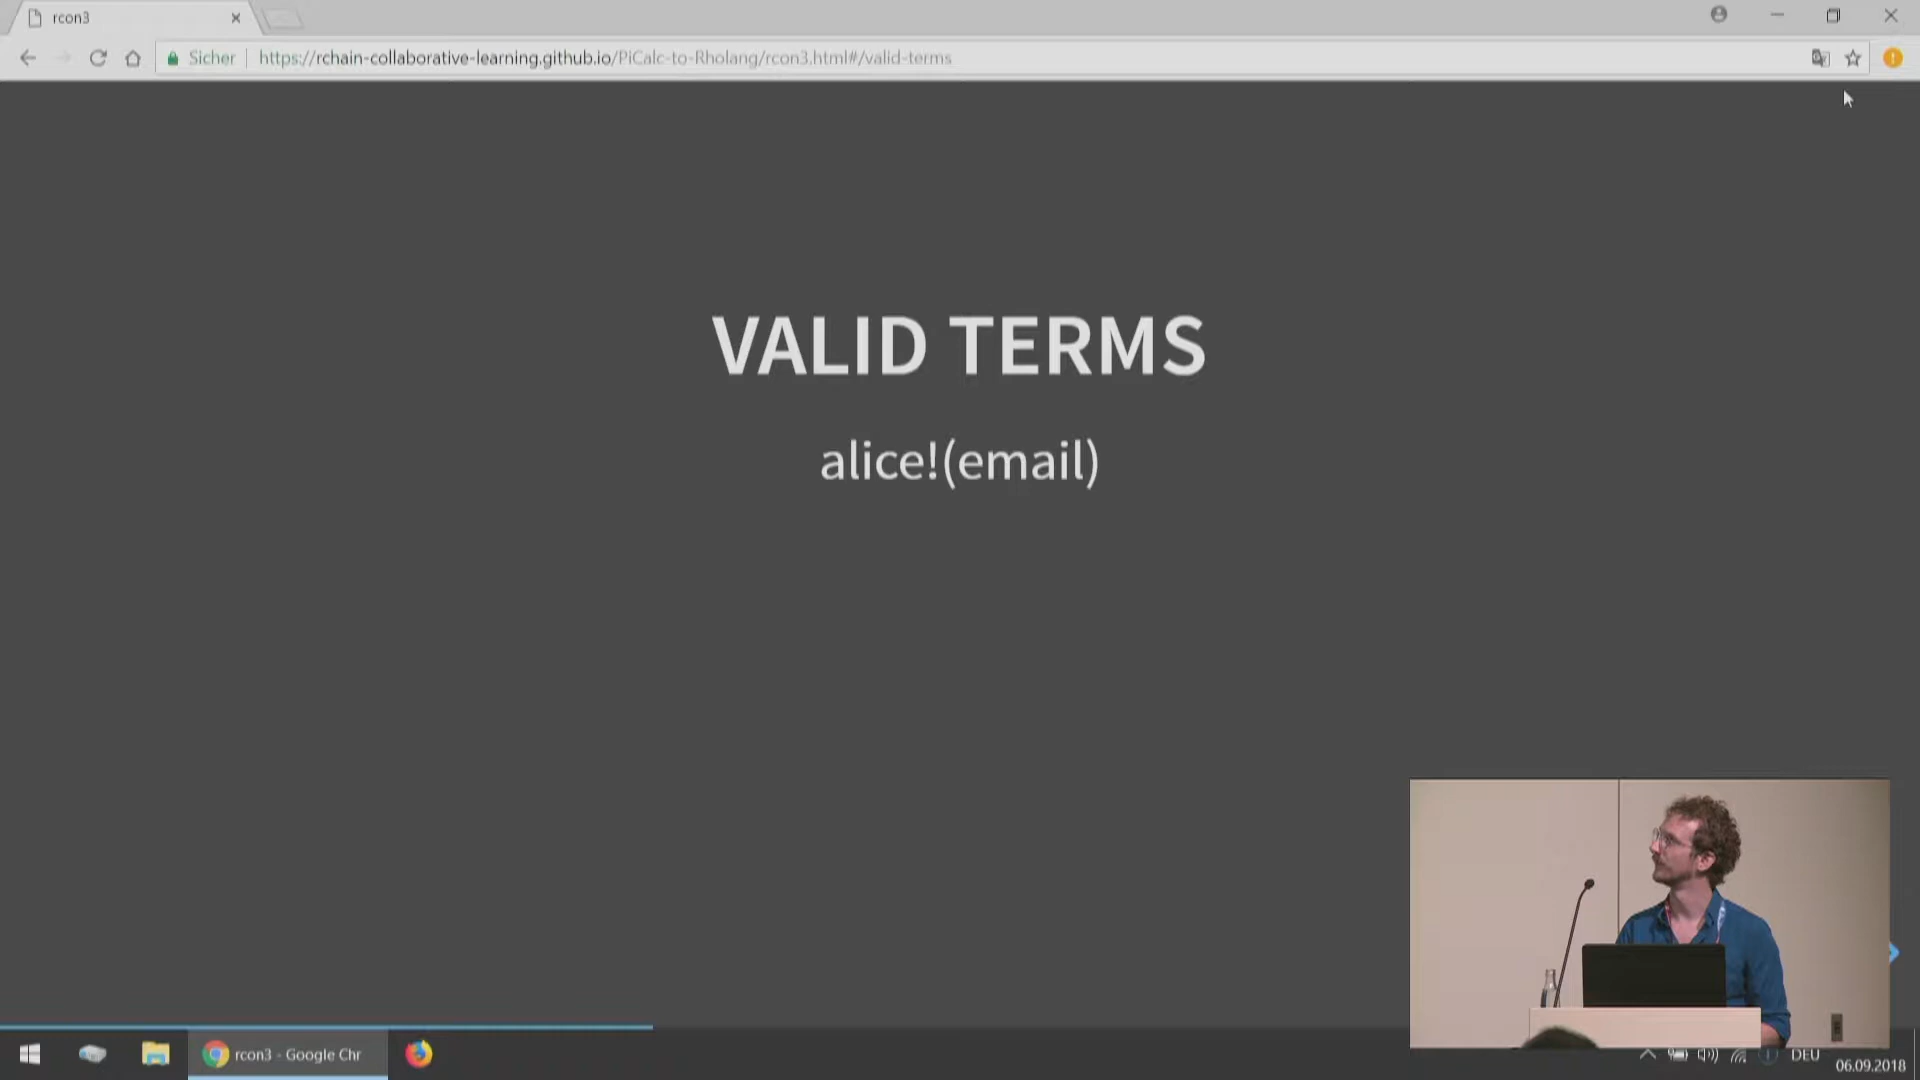 rcon3
Sicher
https://rchain-collaborative-learning.github.io/PiCalc-to-Rholang/rcon3.html#/valid-terms
VALID TERMS
alice!(email)
rcon3 - Google Chr
DEU
06.09.2018